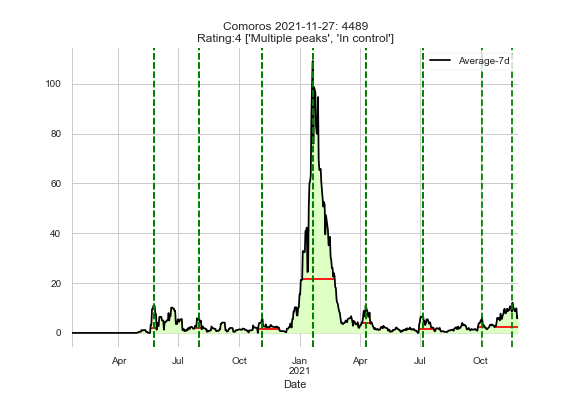 Comoros 2021-11-27: 4489
Rating:4 ['Multiple peaks', 'In control']
Average-7d
100
80
60
40
20
0
Apr Jul Oct Jan Apr Jul Oct
2021
Date